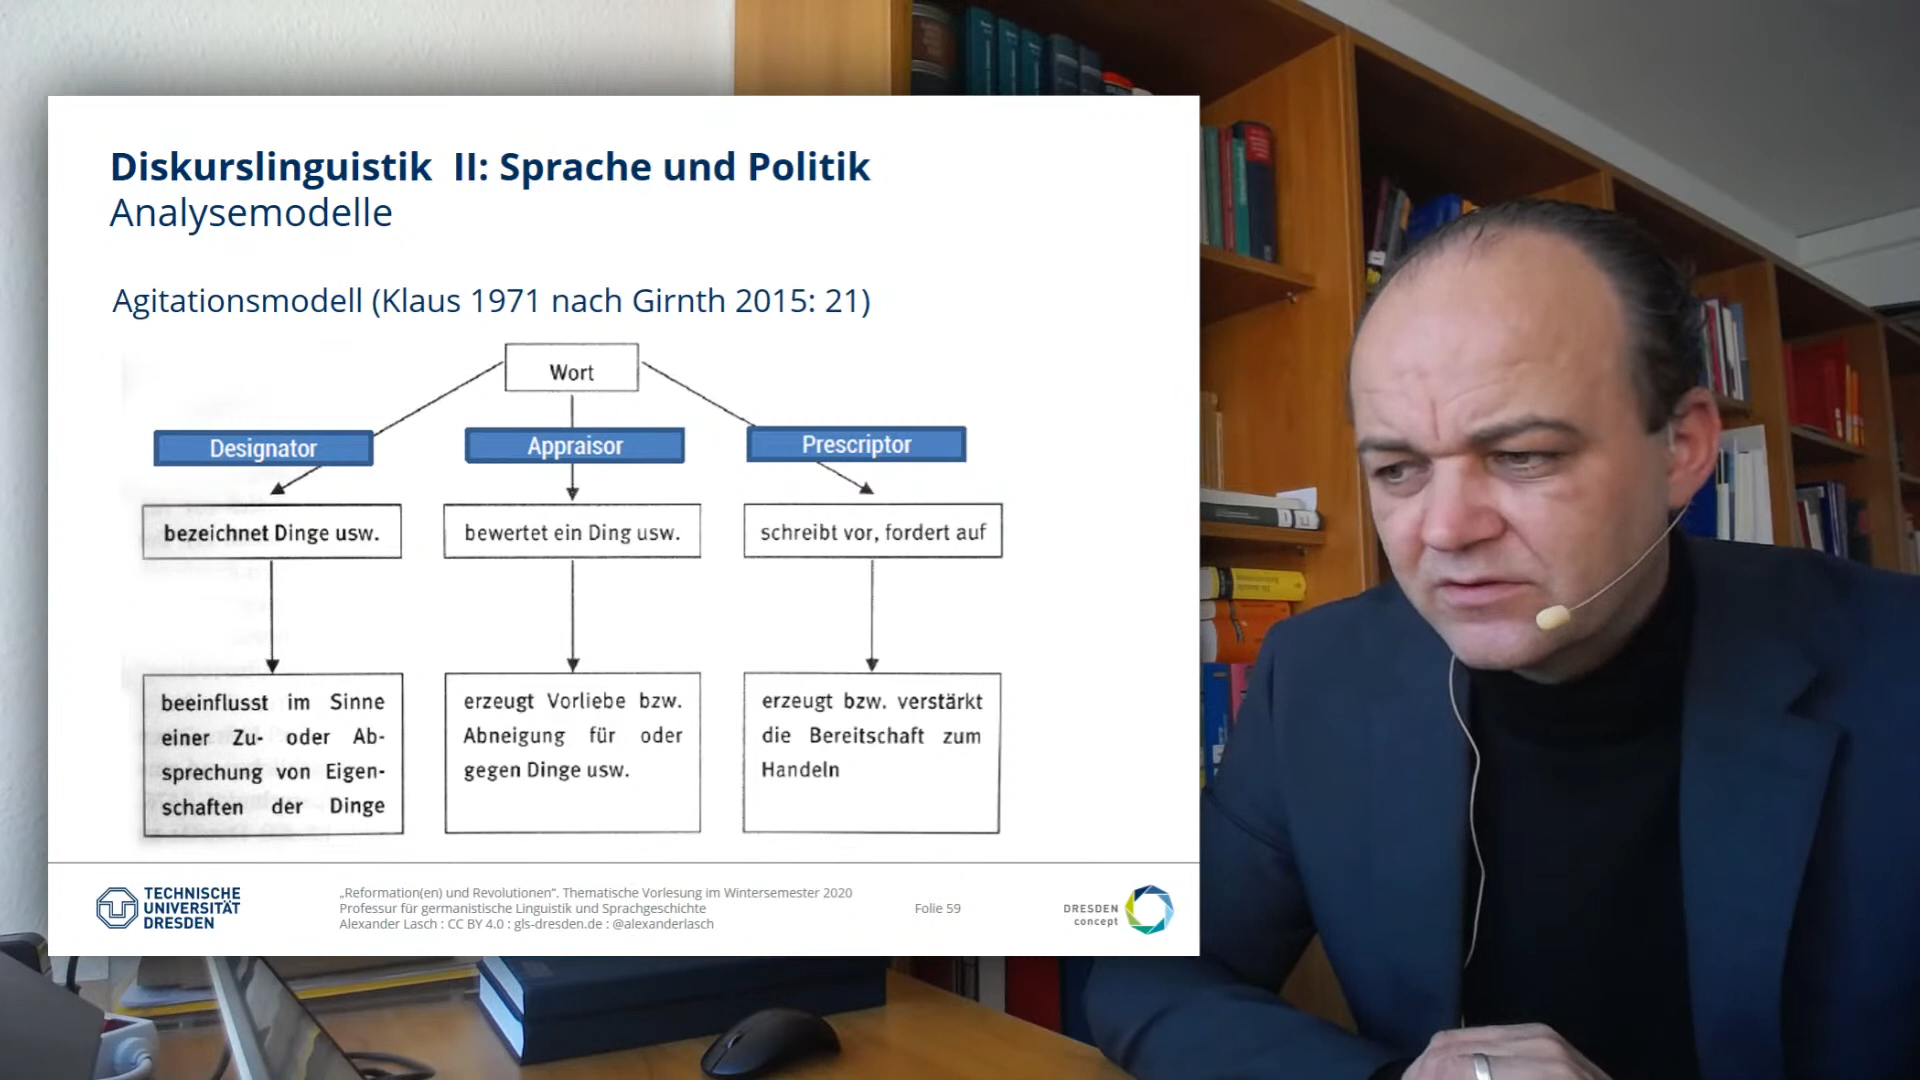 Diskurslinguistik II: Sprache und Politik
Analysemodelle
Agitationsmodell (Klaus 1971 nach Girnth 2015: 21)
Wort
Designator
Appraisor
Prescriptor
bezeichnet Dinge usw.
bewertet ein Ding usw.
schreibt vor, fordert auf
beeinflusst im Sinne
einer Zu- oder Ab-
sprechung von Eigen-
schaften der Dinge
erzeugt Vorliebe bzw.
Abneigung für oder
gegen Dinge usw.
erzeugt bzw. verstärkt
die Bereitschaft zum
Handeln
TECHNISCHE
UNIVERSITÄT
DRESDEN
„Reformation(en) und Revolutionen“. Thematische Vorlesung im Wintersemester 2020
Professur für germanistische Linguistik und Sprachgeschichte
Alexander Lasch : CC BY 4.0 : gls-dresden.de : @alexanderlasch
Folie 59
DRESDEN
concept